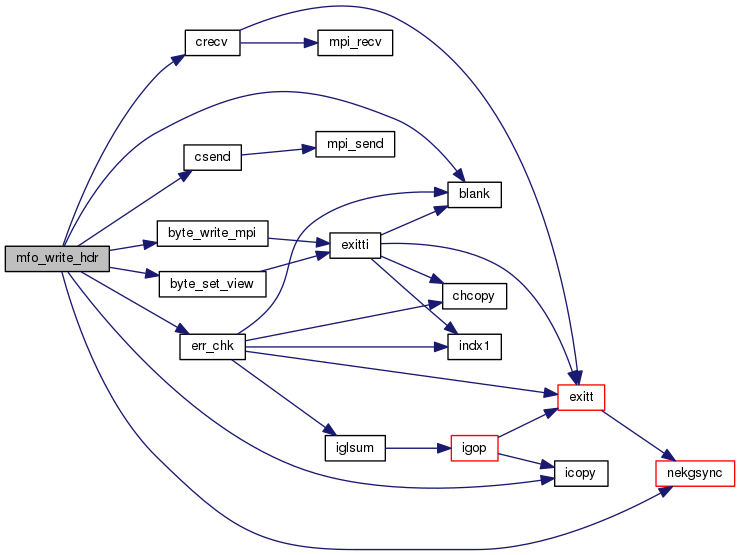 crecv
mpi_recv
csend
mpi_send
blank
byte_write_mpi
exitti
mfo_write_hdr
byte_set_view
chcopy
err_chk
indx1
exitt
iglsum
igop
icopy
nekgsync